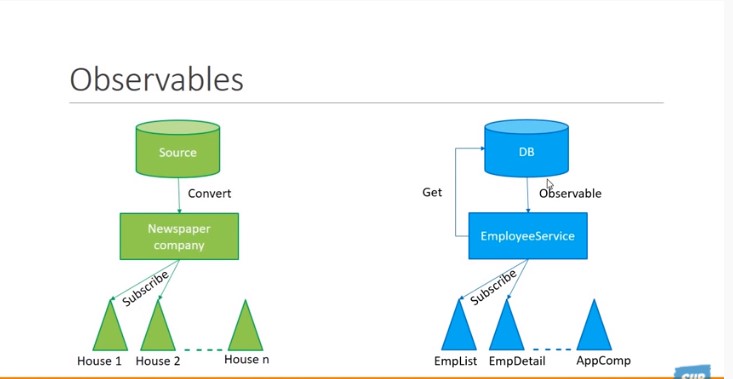 Observables
Source
Convert
Newspaper
company
Subscribe
House 1
House 2
House n
DB
Get
Observable
EmployeeService
Subscribe
EmpList
EmpDetail
AppComp